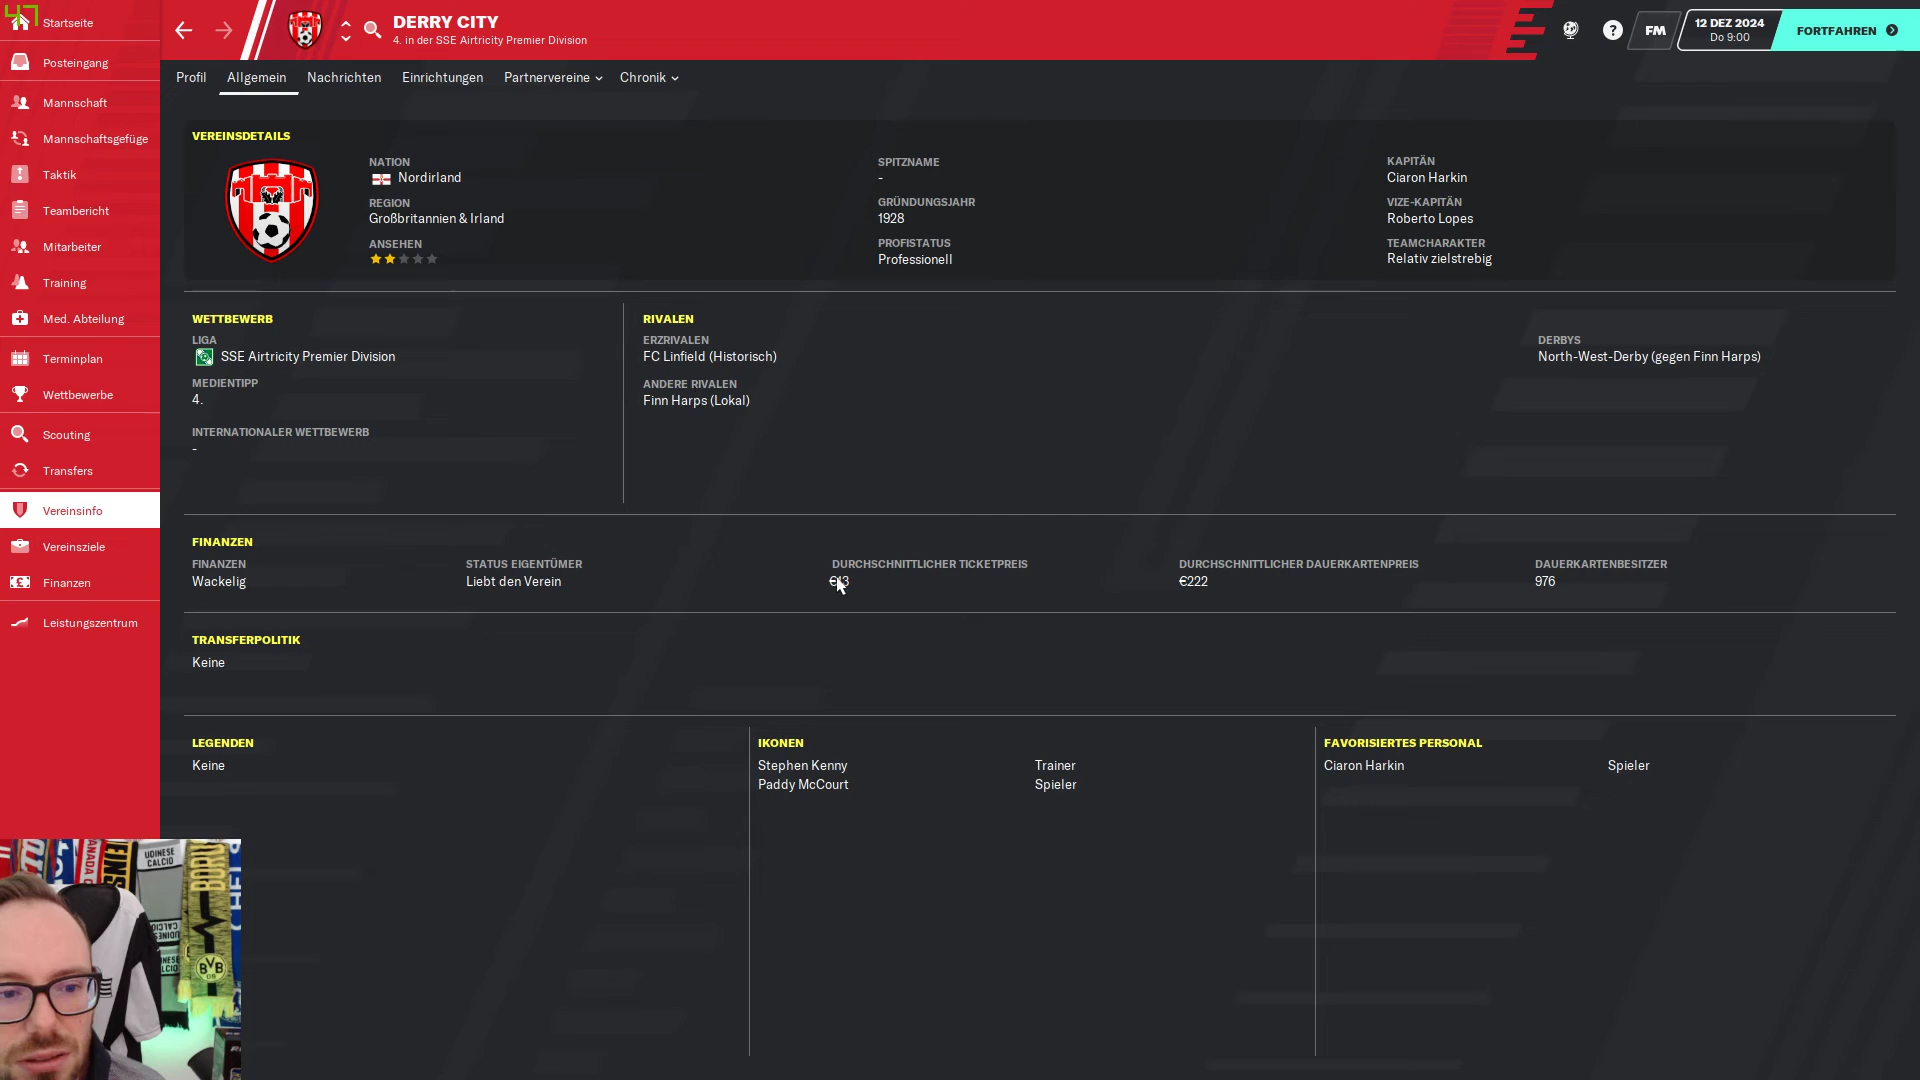 47
Startseite
Posteingang
Mannschaft
Mannschaftsgefüge
Taktik
Teambericht
Mitarbeiter
Training
Med. Abteilung
Terminplan
Wettbewerbe
Scouting
Transfers
Vereinsinfo
Vereinsziele
Finanzen
Leistungszentrum
DERRY CITY
4. in der SSE Airtricity Premier Division
FM
12 DEZ 2024
Do 9:00
FORTFAHREN
Profil Allgemein Nachrichten Einrichtungen Partnervereine Chronik
VEREINSDETAILS
NATION
Nordirland
REGION
Großbritannien & Irland
ANSEHEN
SPITZNAME
-
GRÜNDUNGSJAHR
1928
PROFISTATUS
Professionell
KAPITÄN
Ciaron Harkin
VIZE-KAPITÄN
Roberto Lopes
TEAMCHARAKTER
Relativ zielstrebig
WETTBEWERB
LIGA
SSE Airtricity Premier Division
MEDIENTIPP
4.
INTERNATIONALER WETTBEWERB
-
RIVALEN
ERZRIVALEN
FC Linfield (Historisch)
ANDERE RIVALEN
Finn Harps (Lokal)
DERBYS
North-West-Derby (gegen Finn Harps)
FINANZEN
FINANZEN
Wackelig
STATUS EIGENTÜMER
Liebt den Verein
DURCHSCHNITTLICHER TICKETPREIS
€13
DURCHSCHNITTLICHER DAUERKARTENPREIS
€222
DAUERKARTENBESITZER
976
TRANSFERPOLITIK
Keine
LEGENDEN
Keine
IKONEN
Stephen Kenny Trainer
Paddy McCourt Spieler
FAVORISIERTES PERSONAL
Ciaron Harkin Spieler
UDINESE
CALCIO
BVB
09